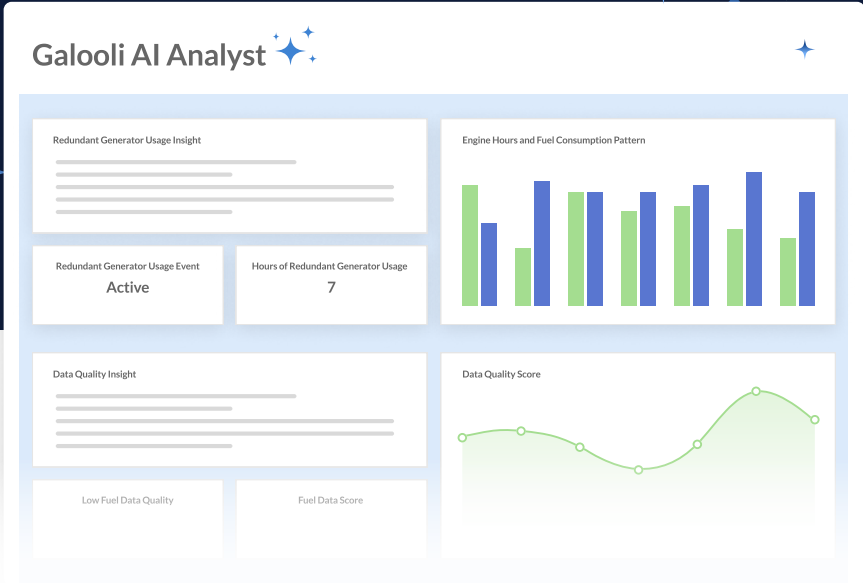 Galooli AI Analyst
Redundant Generator Usage Insight
Engine Hours and Fuel Consumption Pattern
Redundant Generator Usage Event
Active
Hours of Redundant Generator Usage
7
Data Quality Insight
Data Quality Score
Low Fuel Data Quality
Fuel Data Score